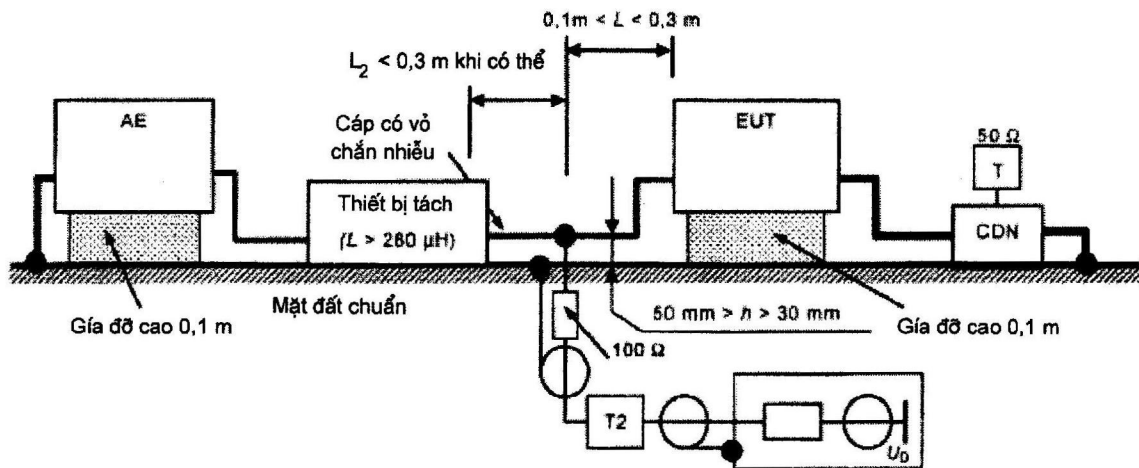 0,1m < L < 0,3 m
L2 < 0,3 m khi có thể
AE
Cáp có vỏ
chắn nhiễu
EUT
50 Ω
T
Thiết bị tách
(L > 280 µH)
CDN
Mặt đất chuẩn
Gía đỡ cao 0,1 m
50 mm > h > 30 mm
Gía đỡ cao 0,1 m
100 Ω
T2
U0